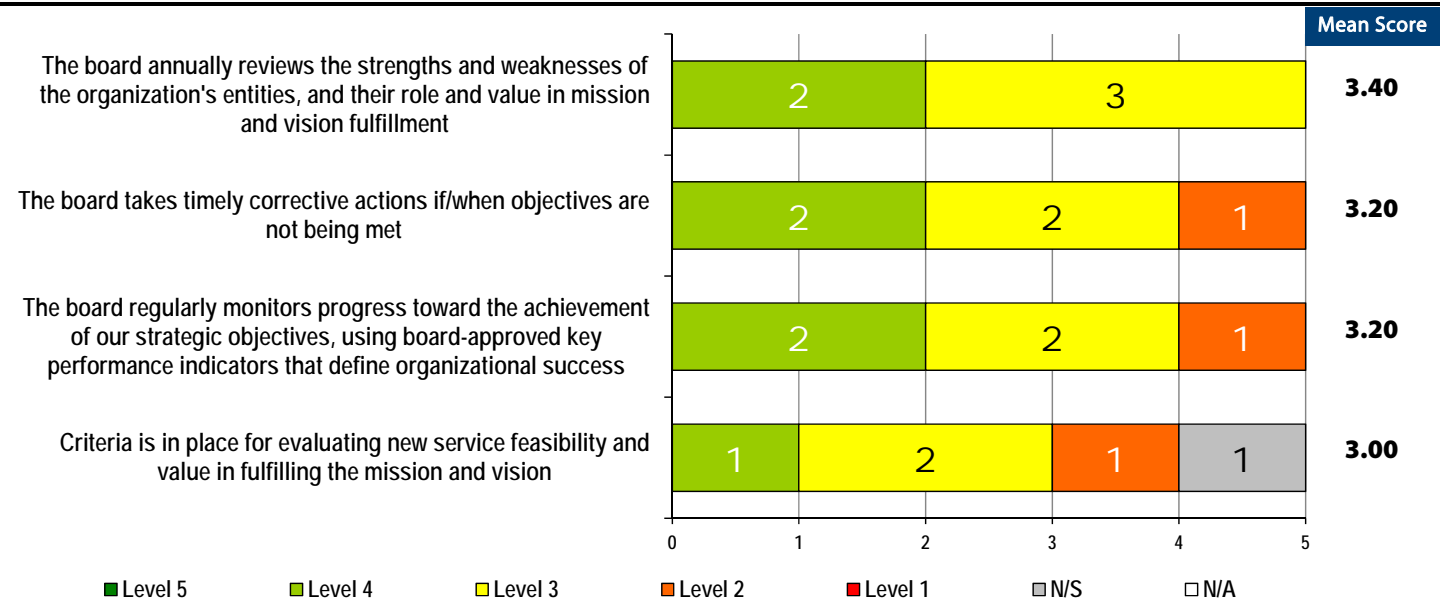 Mean Score
The board annually reviews the strengths and weaknesses of
the organization's entities, and their role and value in mission
and vision fulfillment
2
3
3.40
The board takes timely corrective actions if/when objectives are
not being met
2
2
1
3.20
The board regularly monitors progress toward the achievement
of our strategic objectives, using board-approved key
performance indicators that define organizational success
2
2
1
3.20
Criteria is in place for evaluating new service feasibility and
value in fulfilling the mission and vision
1
2
1
1
3.00
0 1 2 3 4 5
Level 5 Level 4 Level 3 Level 2 Level 1 N/S N/A